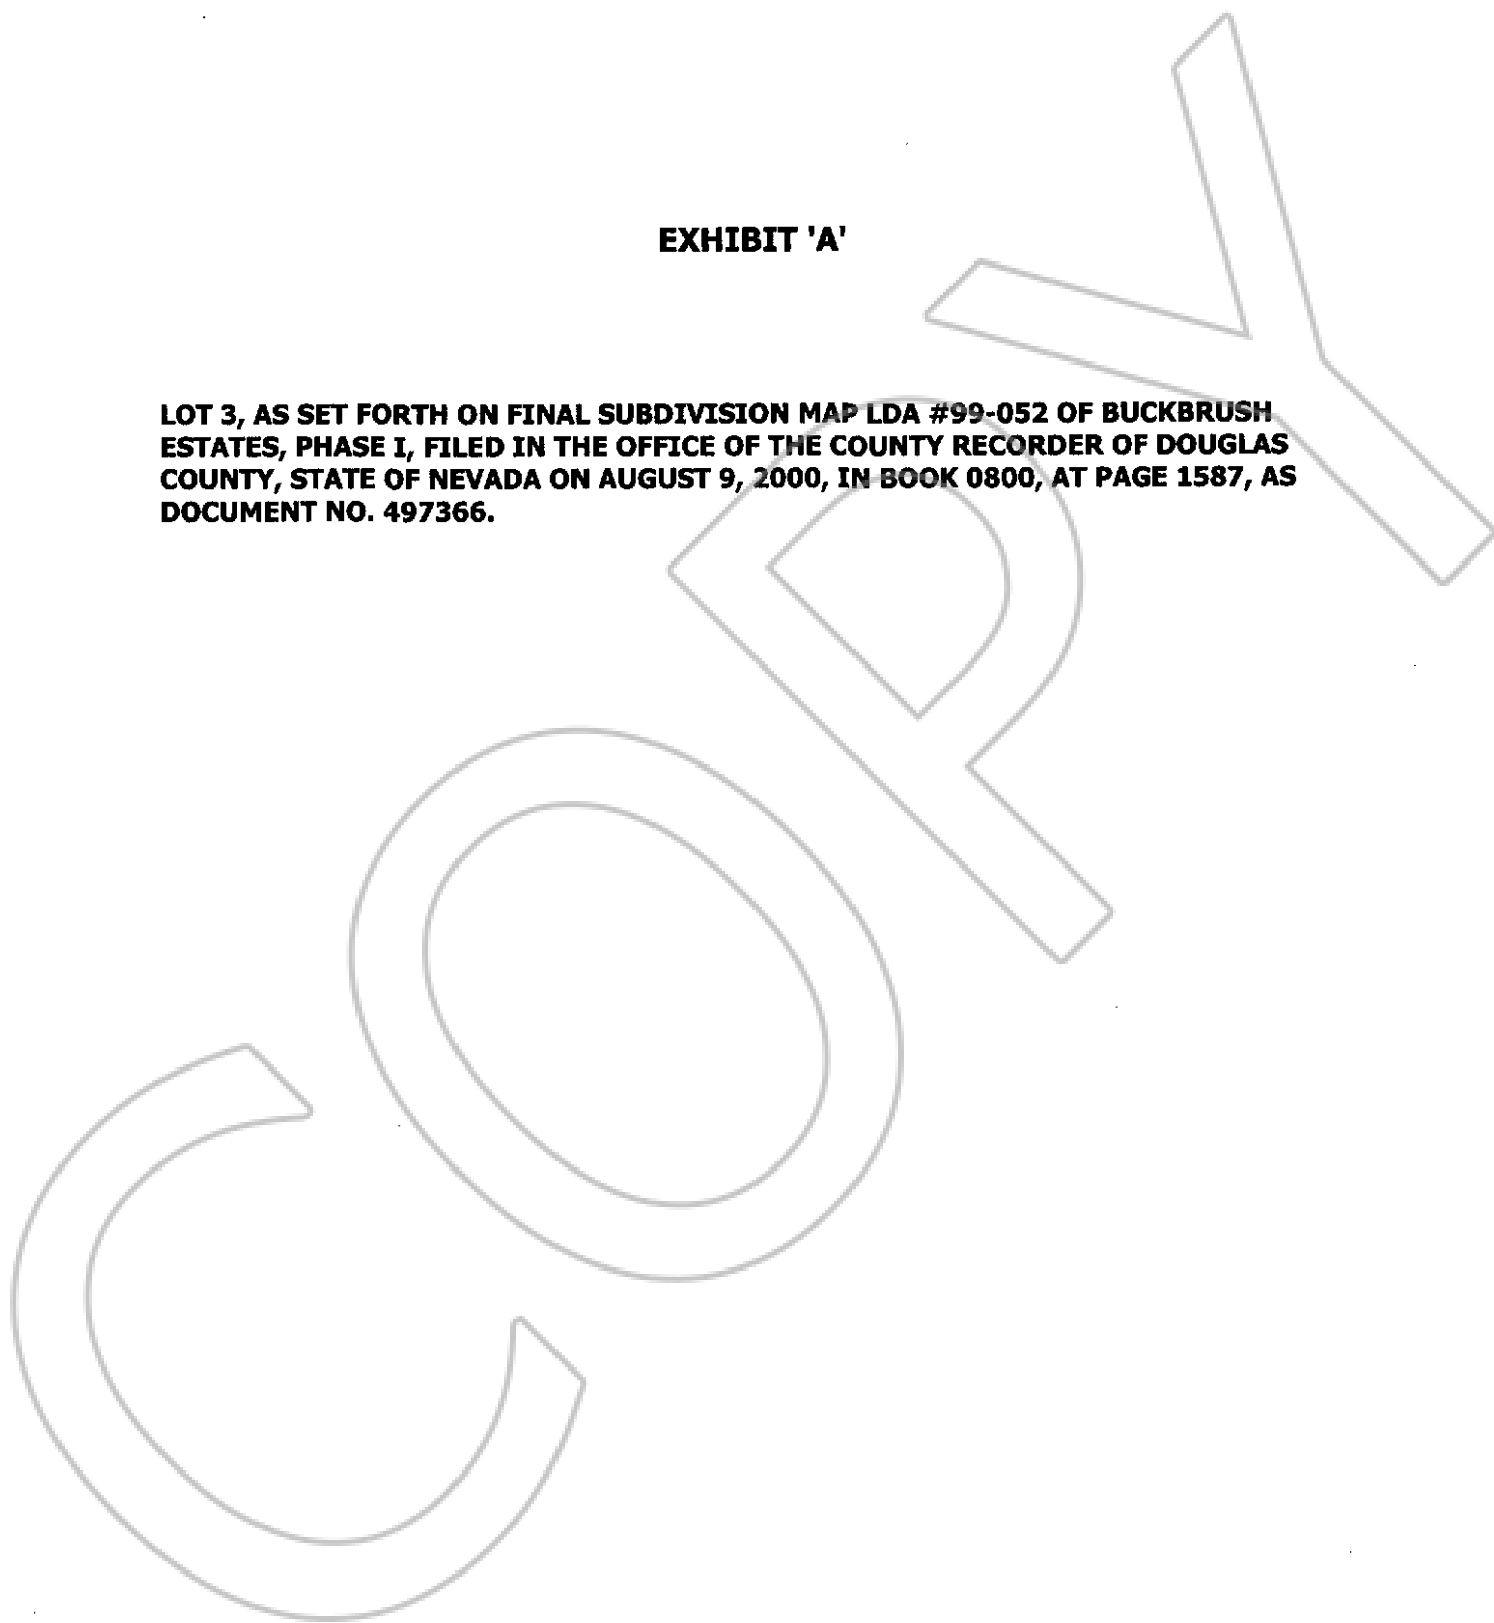 EXHIBIT 'A'
LOT 3, AS SET FORTH ON FINAL SUBDIVISION MAP LDA #99-052 OF BUCKBRUSH
ESTATES, PHASE I, FILED IN THE OFFICE OF THE COUNTY RECORDER OF DOUGLAS
COUNTY, STATE OF NEVADA ON AUGUST 9, 2000, IN BOOK 0800, AT PAGE 1587, AS
DOCUMENT NO. 497366.
COPY